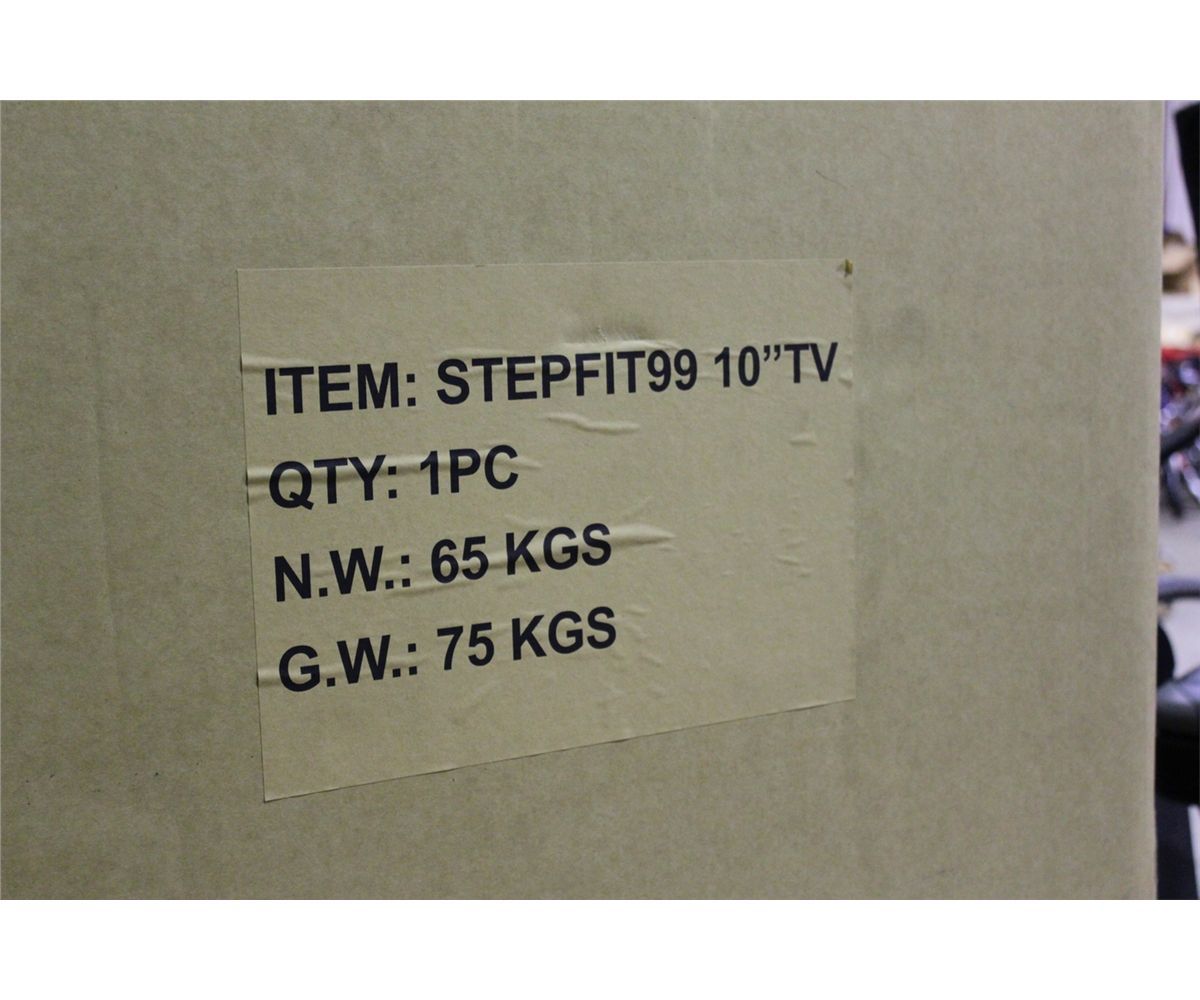 ITEM: STEPFIT99 10”TV
QTY: 1PC
N.W.: 65 KGS
G.W.: 75 KGS